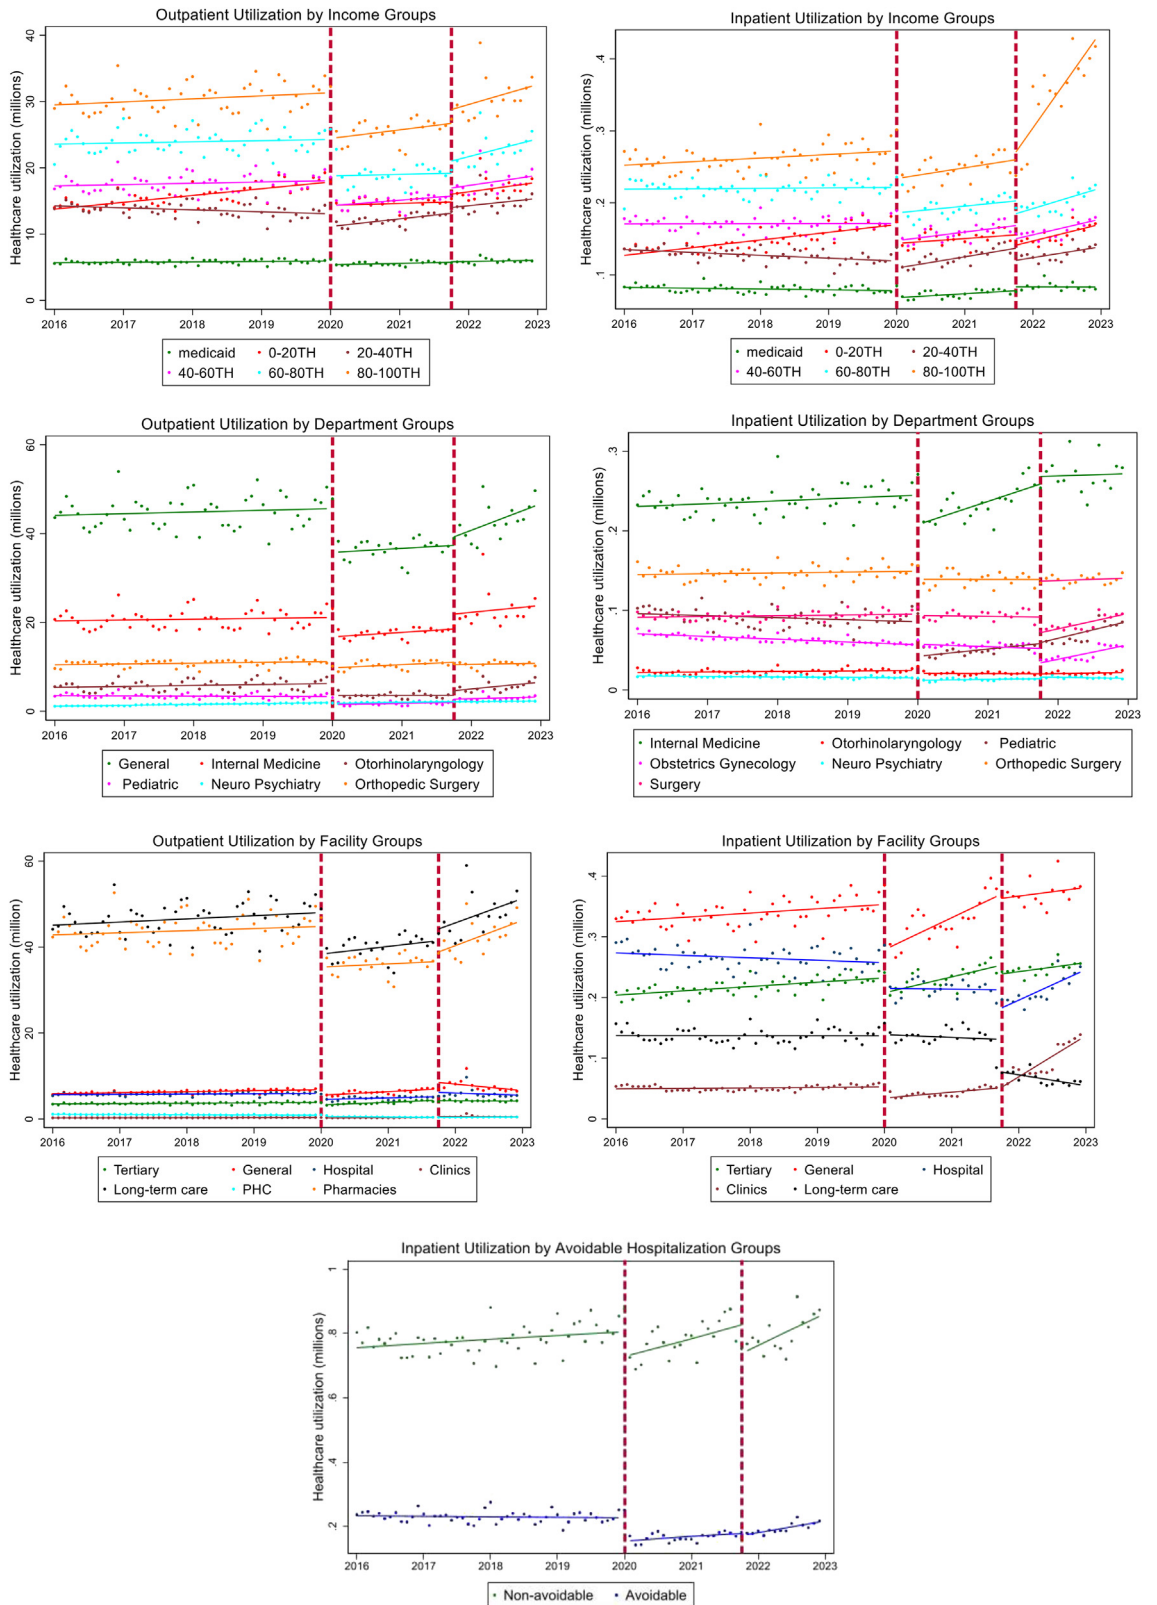 Outpatient Utilization by Income Groups
Healthcare utilization (millions)
40
30
20
10
0
2016 2017 2018 2019 2020 2021 2022 2023
medicaid 0-20TH 20-40TH
40-60TH 60-80TH 80-100TH
Inpatient Utilization by Income Groups
Healthcare utilization (millions)
.4
.3
.2
.1
2016 2017 2018 2019 2020 2021 2022 2023
medicaid 0-20TH 20-40TH
40-60TH 60-80TH 80-100TH
Outpatient Utilization by Department Groups
Healthcare utilization (millions)
60
40
20
0
2016 2017 2018 2019 2020 2021 2022 2023
General Internal Medicine Otorhinolaryngology
Pediatric Neuro Psychiatry Orthopedic Surgery
Inpatient Utilization by Department Groups
Healthcare utilization (millions)
.3
.2
.1
0
2016 2017 2018 2019 2020 2021 2022 2023
Internal Medicine Otorhinolaryngology Pediatric
Obstetrics Gynecology Neuro Psychiatry Orthopedic Surgery
Surgery
Outpatient Utilization by Facility Groups
Healthcare utilization (million)
60
40
20
0
2016 2017 2018 2019 2020 2021 2022 2023
Tertiary General Hospital Clinics
Long-term care PHC Pharmacies
Inpatient Utilization by Facility Groups
Healthcare utilization (millions)
.4
.3
.2
.1
0
2016 2017 2018 2019 2020 2021 2022 2023
Tertiary General Hospital
Clinics Long-term care
Inpatient Utilization by Avoidable Hospitalization Groups
Healthcare utilization (millions)
1
.8
.6
.4
.2
2016 2017 2018 2019 2020 2021 2022 2023
Non-avoidable Avoidable